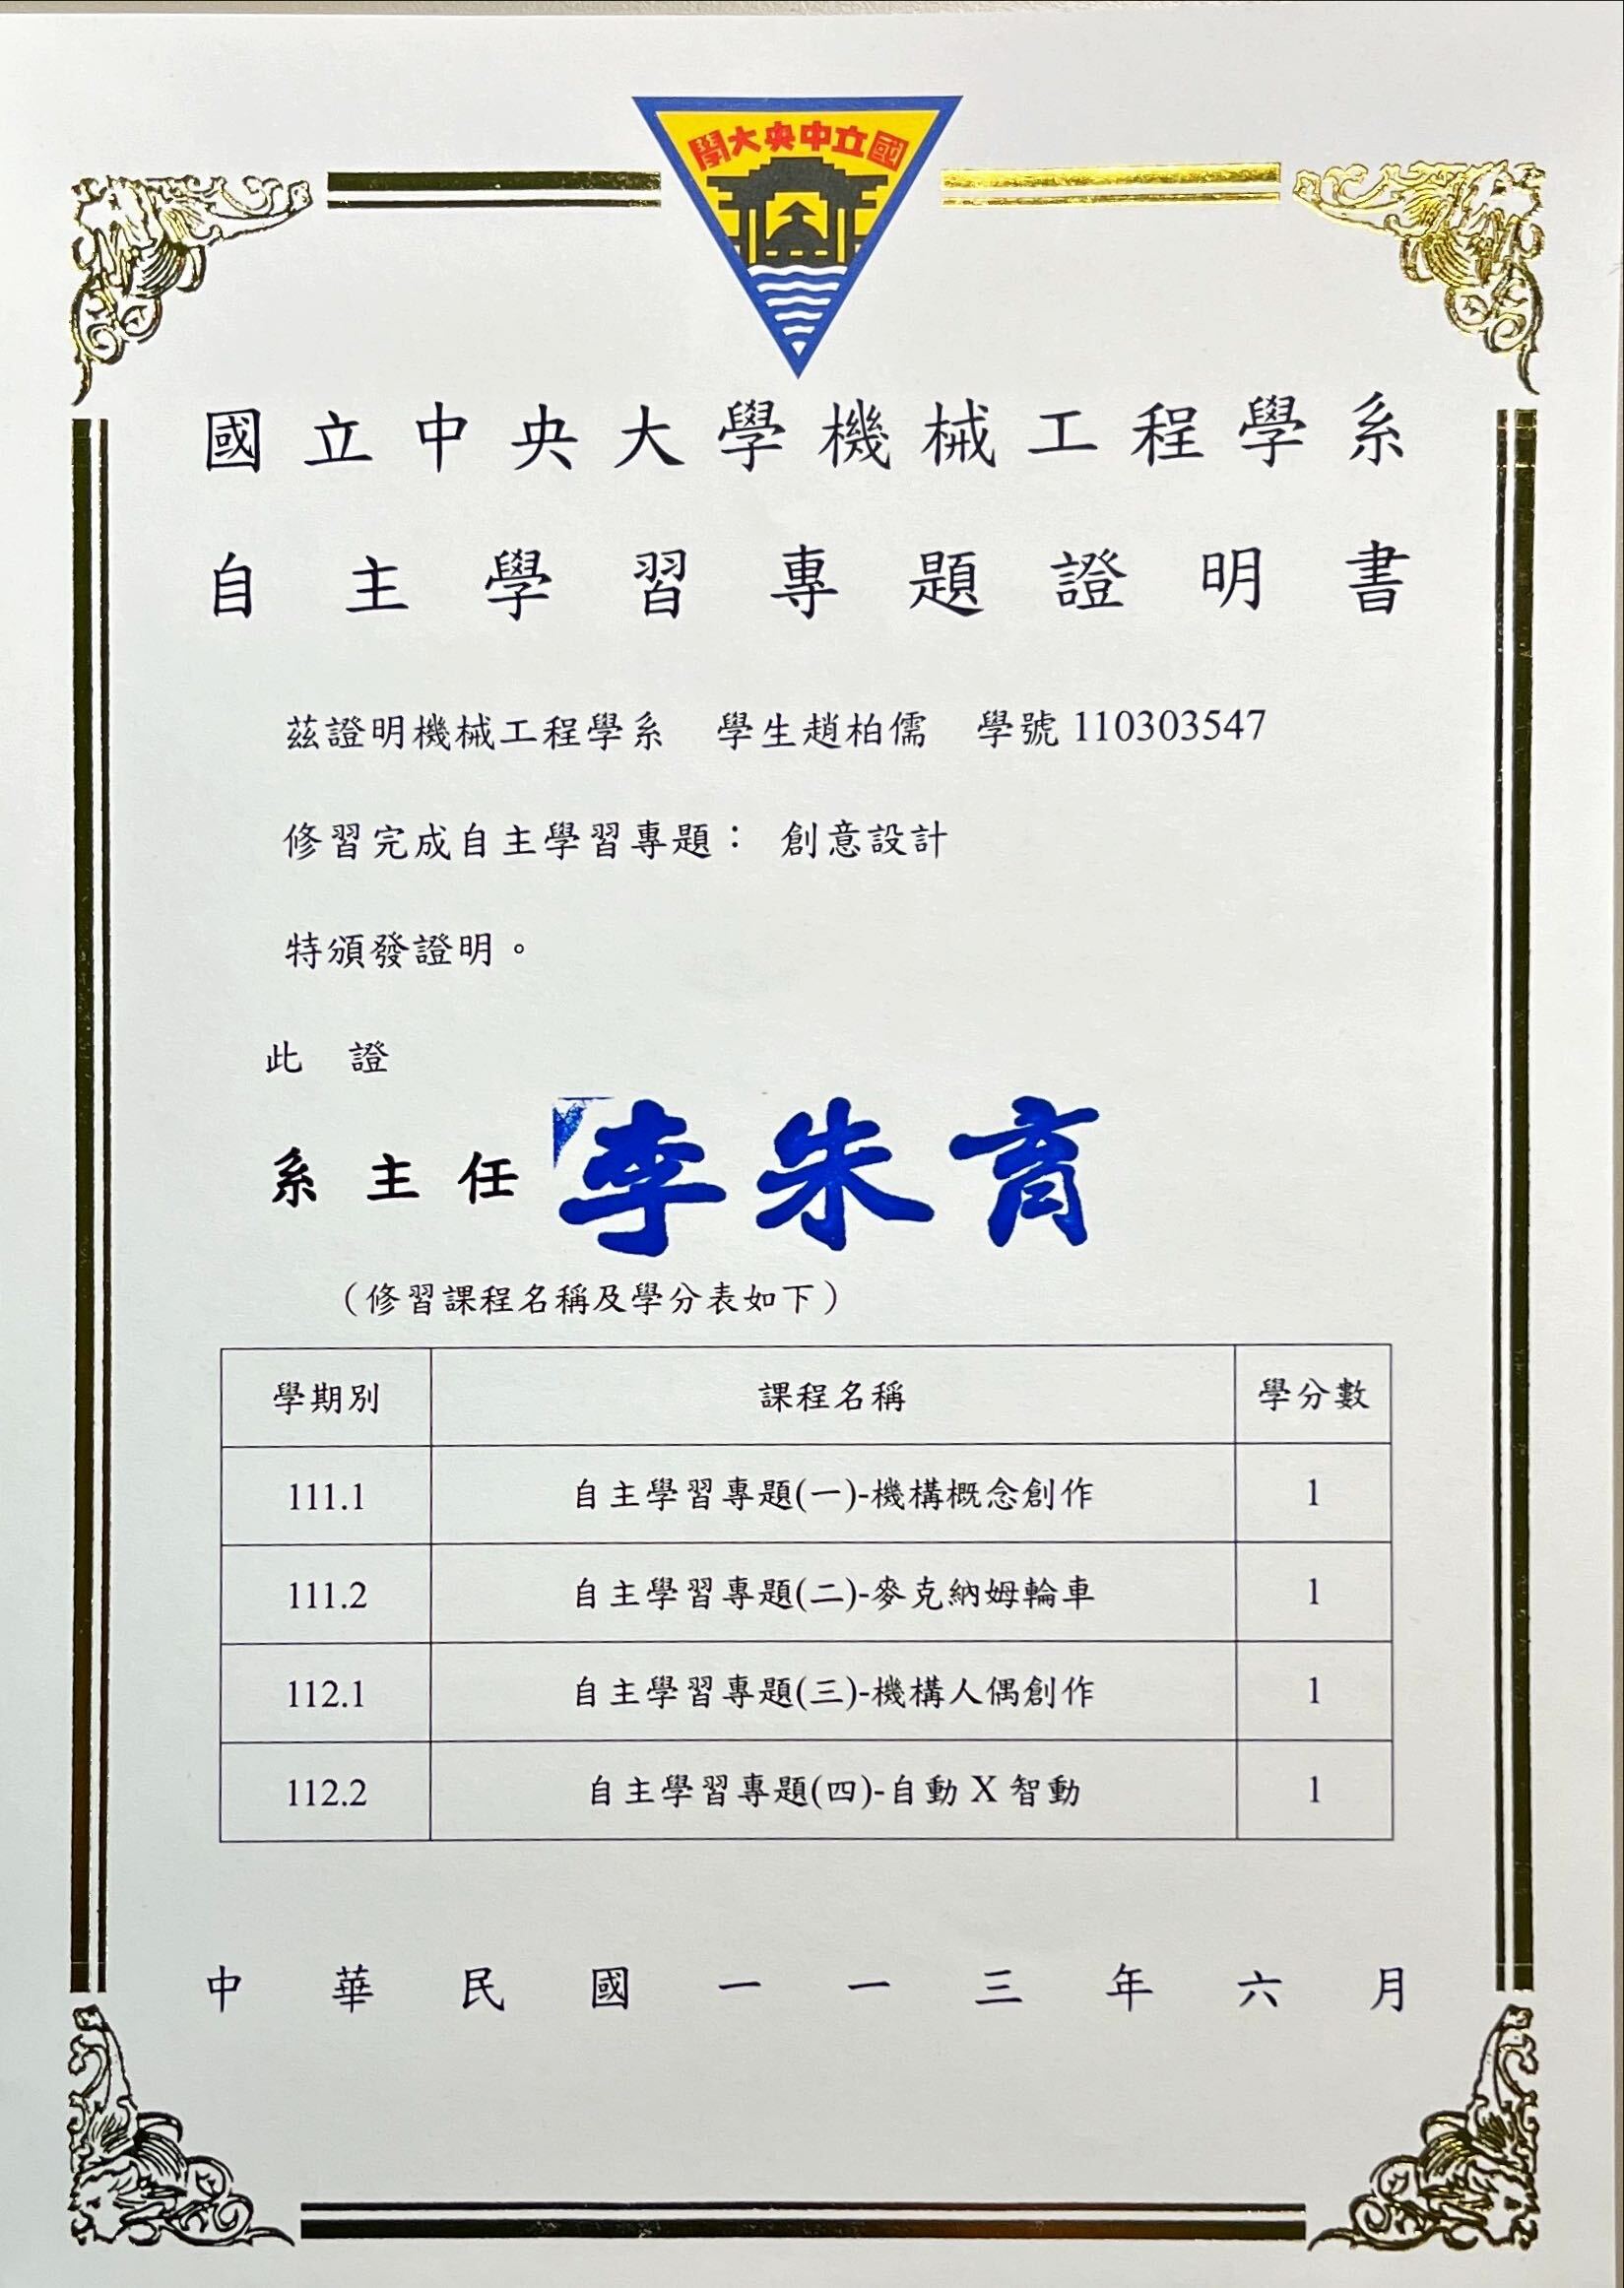 國立中央大學
國立中央大學機械工程學系
自主學習專題證明書
茲證明機械工程學系 學生趙柏儒 學號 110303547
修習完成自主學習專題： 創意設計
特頒發證明。
此 證
系主任 李朱育
（修習課程名稱及學分表如下）
學期別 課程名稱 學分數
111.1 自主學習專題(一)-機構概念創作 1
111.2 自主學習專題(二)-麥克納姆輪車 1
112.1 自主學習專題(三)-機構人偶創作 1
112.2 自主學習專題(四)-自動 X 智動 1
中華民國一一三年六月